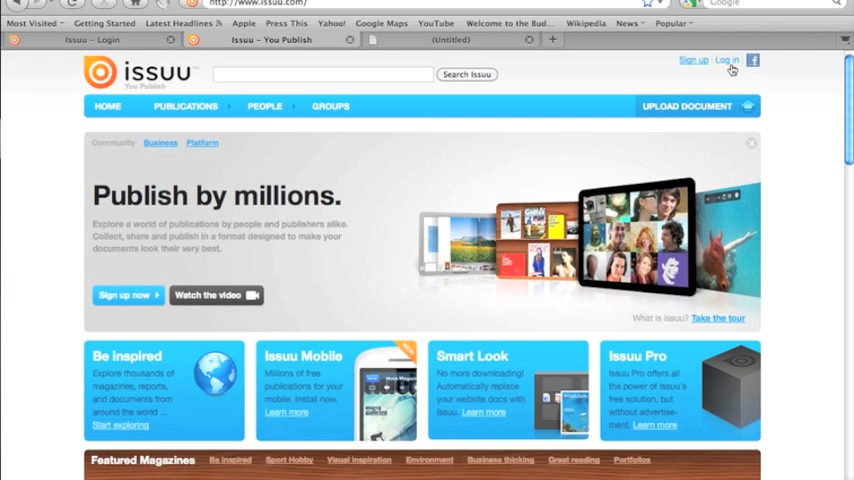 http://www.issuu.com/
Google
Most Visited Getting Started Latest Headlines Apple Press This Yahoo! Google Maps YouTube Welcome to the Bud... Wikipedia News Popular
Issuu - Login
Issuu - You Publish
(Untitled)
issuu
You Publish
Search Issuu
Sign up Log in
HOME PUBLICATIONS PEOPLE GROUPS UPLOAD DOCUMENT
Community Business Platform
Publish by millions.
Explore a world of publications by people and publishers alike.
Collect, share and publish in a format designed to make your
documents look their very best.
Sign up now
Watch the video
What is Issuu? Take the tour
Be inspired
Explore thousands of
magazines, reports,
and documents from
around the world ...
Start exploring
Issuu Mobile
NEW
Millions of free
publications for your
mobile. Install now.
Learn more
Smart Look
No more downloading!
Automatically replace
your website docs with
Issuu. Learn more
Issuu Pro
Issuu Pro offers all
the power of Issuu's
free solution, but
without advertise-
ment. Learn more
Featured Magazines Be inspired Sport Hobby Visual inspiration Environment Business thinking Great reading Portfolios